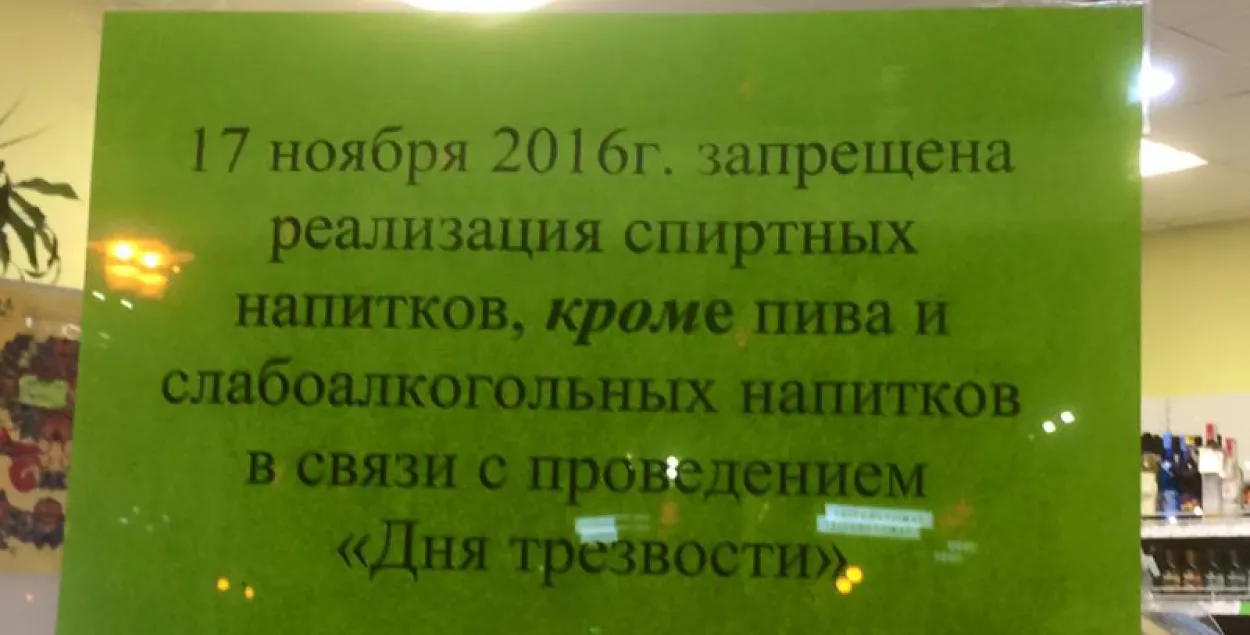 17 ноября 2016г. запрещена
реализация спиртных
напитков, кроме пива и
слабоалкогольных напитков
в связи с проведением
«Дня трезвости»